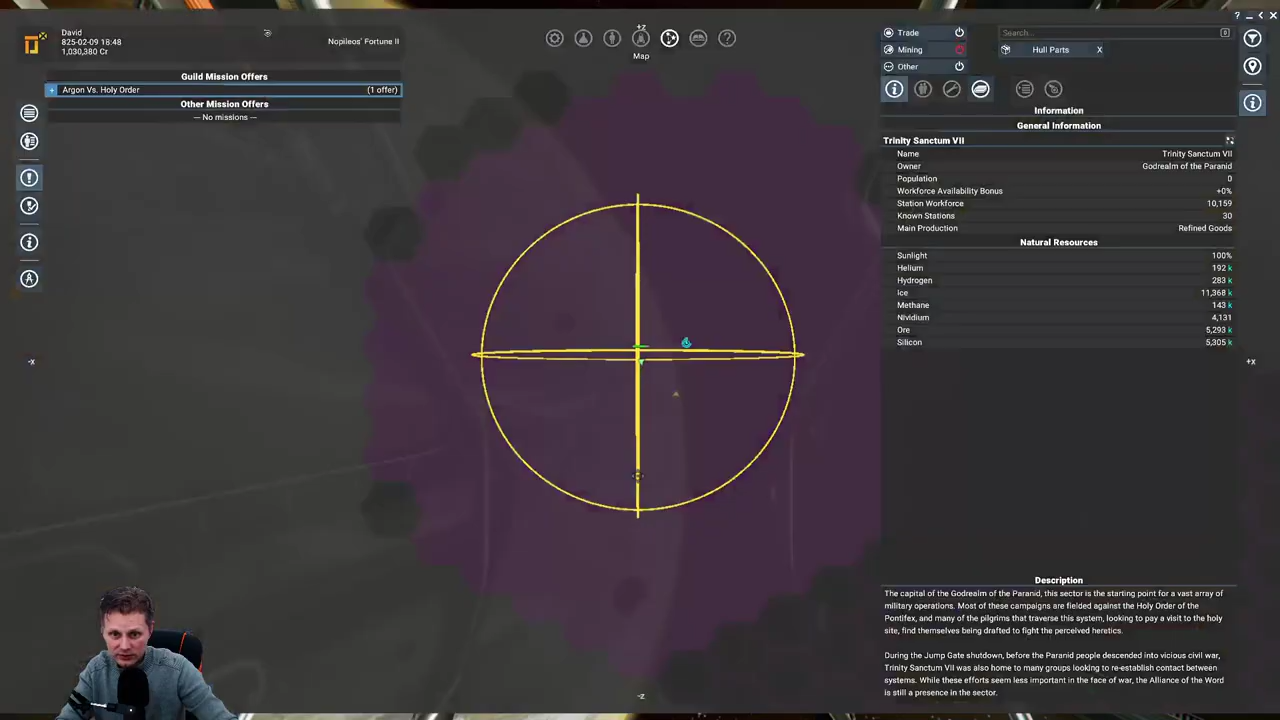 David
825-02-09 18:48
1,030,380 Cr
Nopileos' Fortune II
Guild Mission Offers
+ Argon Vs. Holy Order (1 offer)
Other Mission Offers
— No missions —
+Z
Map
-X
+X
-Z
? _ < X
Trade
Mining
Other
Search...
Hull Parts X
Information
General Information
Trinity Sanctum VII
Name Trinity Sanctum VII
Owner Godrealm of the Paranid
Population 0
Workforce Availability Bonus +0%
Station Workforce 10,159
Known Stations 30
Main Production Refined Goods
Natural Resources
Sunlight 100%
Helium 192 k
Hydrogen 283 k
Ice 11,368 k
Methane 143 k
Nividium 4,131
Ore 5,293 k
Silicon 5,305 k
Description
The capital of the Godrealm of the Paranid, this sector is the starting point for a vast array of
military operations. Most of these campaigns are fielded against the Holy Order of the
Pontifex, and many of the pilgrims that traverse this system, looking to pay a visit to the holy
site, find themselves being drafted to fight the perceived heretics.
During the Jump Gate shutdown, before the Paranid people descended into vicious civil war,
Trinity Sanctum VII was also home to many groups looking to re-establish contact between
systems. While these efforts seem less important in the face of war, the Alliance of the Word
is still a presence in the sector.